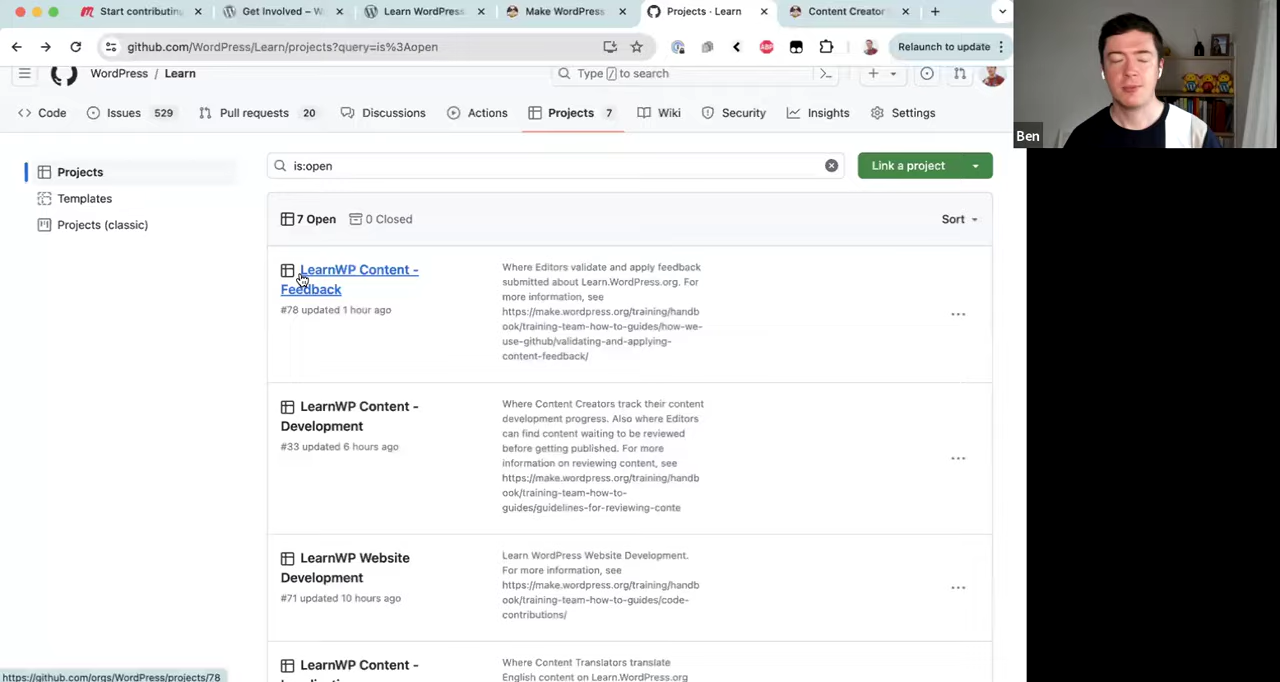 Start contributing
Get Involved – W
Learn WordPress
Make WordPress
Projects · Learn
Content Creator
github.com/WordPress/Learn/projects?query=is%3Aopen
ABP
Relaunch to update
WordPress / Learn
Type / to search
Code
Issues 529
Pull requests 20
Discussions
Actions
Projects 7
Wiki
Security
Insights
Settings
Ben
Projects
Templates
Projects (classic)
is:open
Link a project
7 Open
0 Closed
Sort
LearnWP Content -
Feedback
#78 updated 1 hour ago
Where Editors validate and apply feedback
submitted about Learn.WordPress.org. For
more information, see
https://make.wordpress.org/training/handb
ook/training-team-how-to-guides/how-we-
use-github/validating-and-applying-
content-feedback/
LearnWP Content -
Development
#33 updated 6 hours ago
Where Content Creators track their content
development progress. Also where Editors
can find content waiting to be reviewed
before getting published. For more
information on reviewing content, see
https://make.wordpress.org/training/handb
ook/training-team-how-to-
guides/guidelines-for-reviewing-conte
LearnWP Website
Development
#71 updated 10 hours ago
Learn WordPress Website Development.
For more information, see
https://make.wordpress.org/training/handb
ook/training-team-how-to-guides/code-
contributions/
LearnWP Content -
Where Content Translators translate
English content on Learn.WordPress.org
https://github.com/orgs/WordPress/projects/78